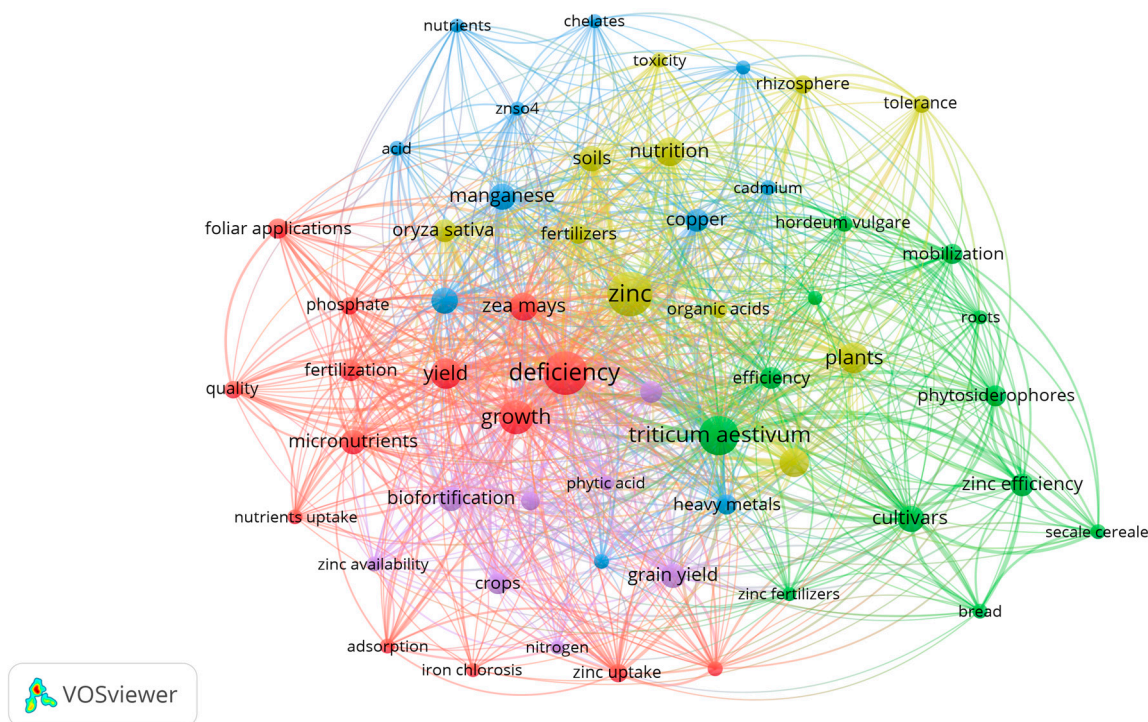 nutrients
chelates
toxicity
rhizosphere
tolerance
znso4
acid
soils
nutrition
manganese
cadmium
foliar applications
oryza sativa
fertilizers
copper
hordeum vulgare
mobilization
phosphate
zea mays
zinc
organic acids
roots
quality
fertilization
yield
deficiency
efficiency
plants
phytosiderophores
micronutrients
growth
triticum aestivum
biofortification
phytic acid
heavy metals
zinc efficiency
nutrients uptake
cultivars
secale cereale
zinc availability
crops
grain yield
zinc fertilizers
bread
adsorption
nitrogen
iron chlorosis
zinc uptake
VOSviewer